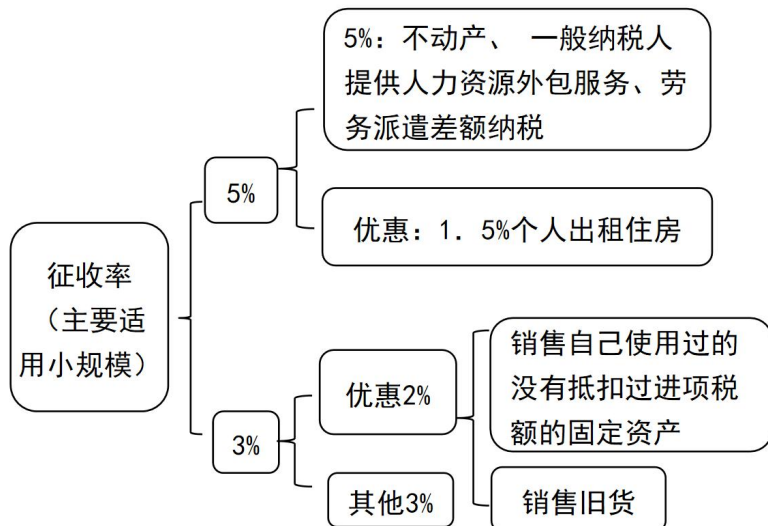 5%：不动产、 一般纳税人
提供人力资源外包服务、劳
务派遣差额纳税
5%
优惠：1．5%个人出租住房
征收率
（主要适
用小规模）
销售自己使用过的
没有抵扣过进项税
额的固定资产
优惠2%
3%
其他3%
销售旧货